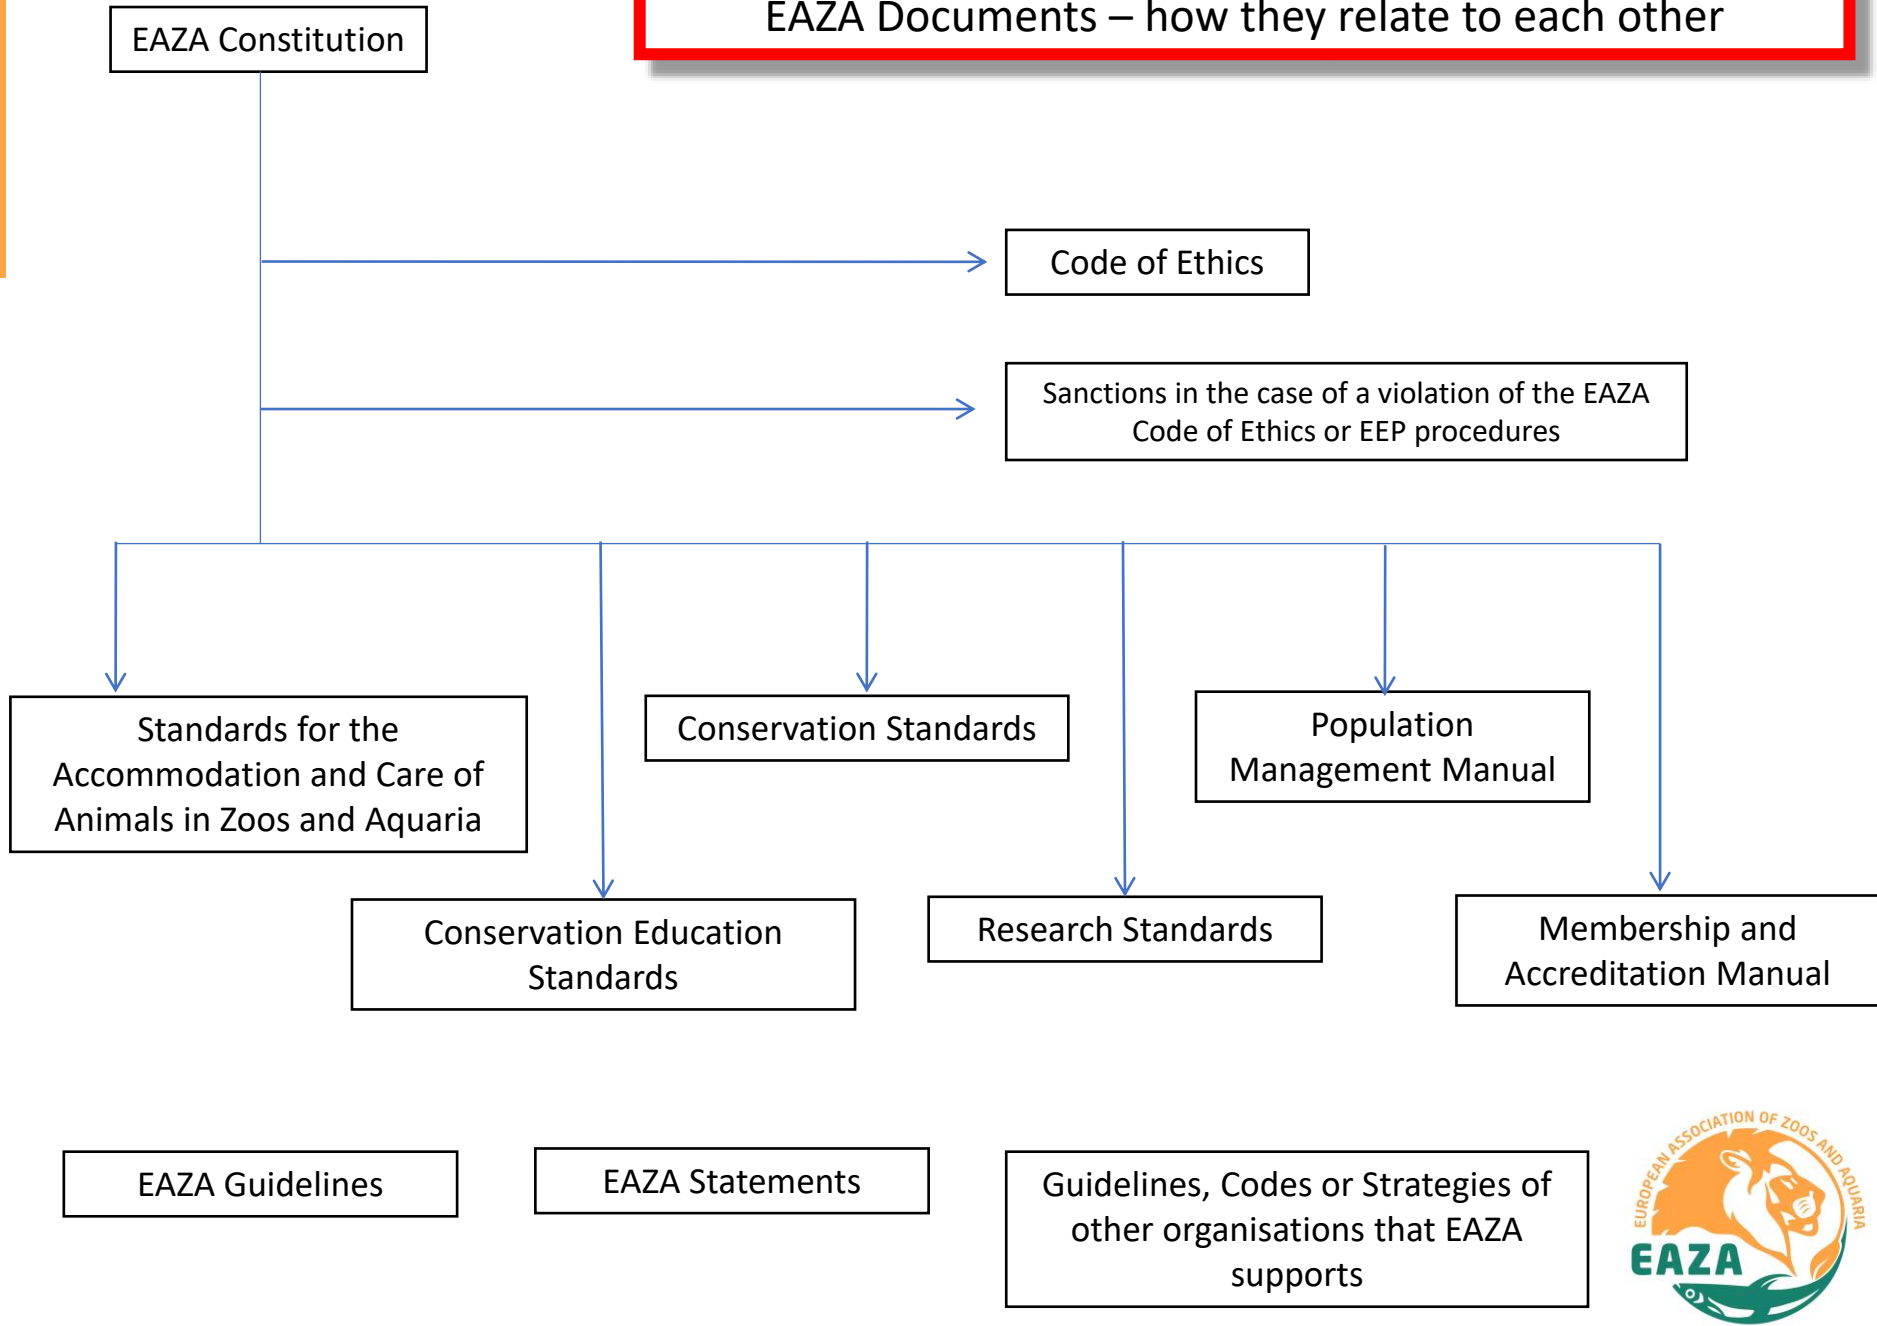 EAZA Documents – how they relate to each other
EAZA Constitution
Code of Ethics
Sanctions in the case of a violation of the EAZA
Code of Ethics or EEP procedures
Standards for the
Accommodation and Care of
Animals in Zoos and Aquaria
Conservation Standards
Population
Management Manual
Conservation Education
Standards
Research Standards
Membership and
Accreditation Manual
EAZA Guidelines
EAZA Statements
Guidelines, Codes or Strategies of
other organisations that EAZA
supports
EUROPEAN ASSOCIATION OF ZOOS AND AQUARIA
EAZA